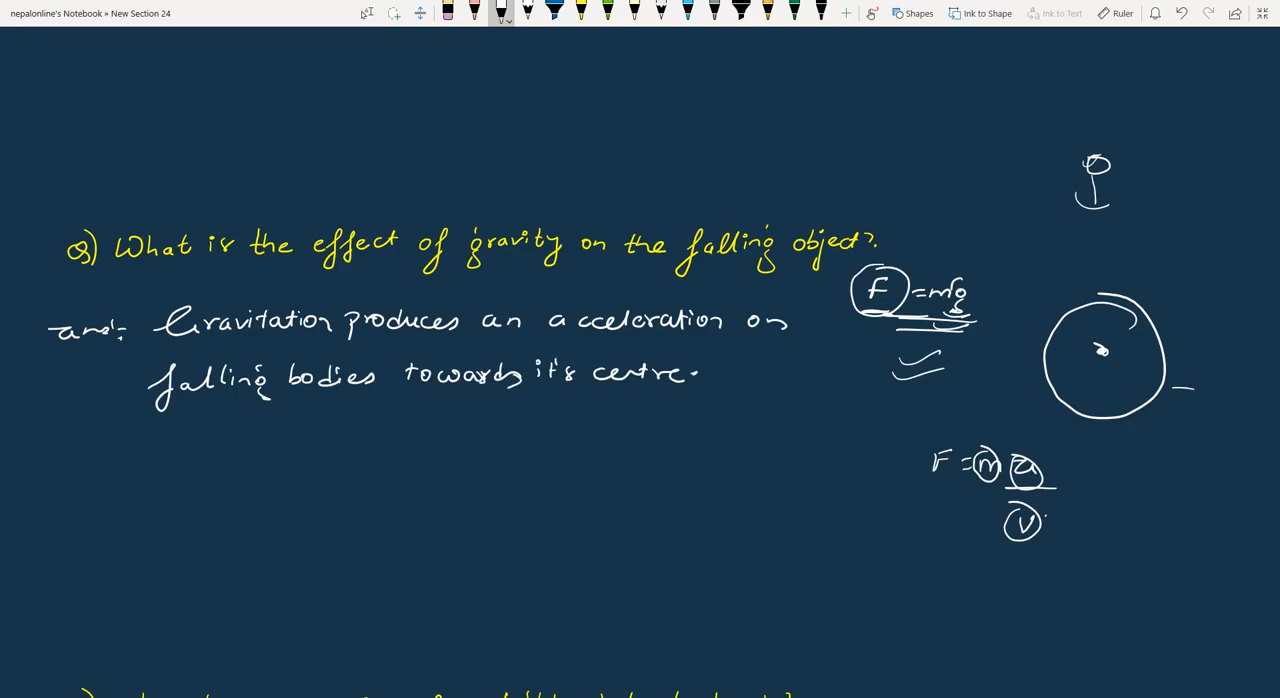 nepalonline's Notebook » New Section 24
Shapes Ink to Shape Ink to Text Ruler
Q) What is the effect of gravity on the falling object?
ans:- Gravitation produces an acceleration on
falling bodies towards it's centre.
F = mg
F = m a
v